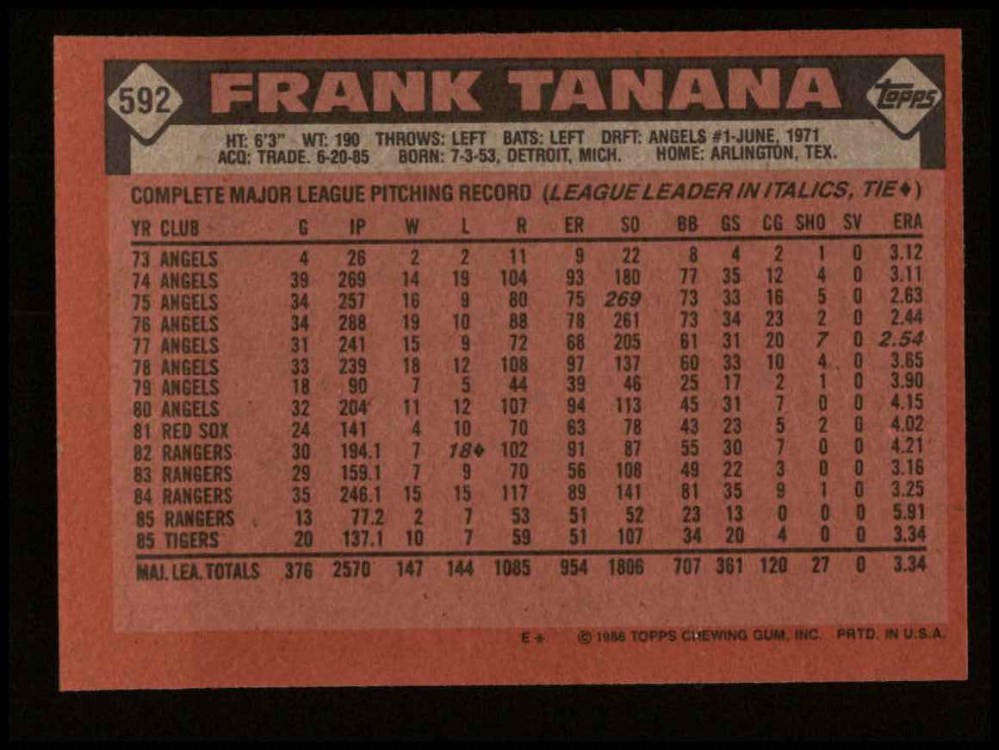 592 FRANK TANANA Topps
HT: 6'3" WT: 190 THROWS: LEFT BATS: LEFT DRFT: ANGELS #1-JUNE, 1971
ACQ: TRADE. 6-20-85 BORN: 7-3-53, DETROIT, MICH. HOME: ARLINGTON, TEX.
COMPLETE MAJOR LEAGUE PITCHING RECORD (LEAGUE LEADER IN ITALICS, TIE♦)
YR CLUB G IP W L R ER SO BB GS CG SHO SV ERA
73 ANGELS 4 26 2 2 11 9 22 8 4 2 1 0 3.12
74 ANGELS 39 269 14 19 104 93 180 77 35 12 4 0 3.11
75 ANGELS 34 257 16 9 80 75 269 73 33 16 5 0 2.63
76 ANGELS 34 288 19 10 88 78 261 73 34 23 2 0 2.44
77 ANGELS 31 241 15 9 72 68 205 61 31 20 7 0 2.54
78 ANGELS 33 239 18 12 108 97 137 60 33 10 4 0 3.65
79 ANGELS 18 90 7 5 44 39 46 25 17 2 1 0 3.90
80 ANGELS 32 204 11 12 107 94 113 45 31 7 0 0 4.15
81 RED SOX 24 141 4 10 70 63 78 43 23 5 2 0 4.02
82 RANGERS 30 194.1 7 18♦ 102 91 87 55 30 7 0 0 4.21
83 RANGERS 29 159.1 7 9 70 56 108 49 22 3 0 0 3.16
84 RANGERS 35 246.1 15 15 117 89 141 81 35 9 1 0 3.25
85 RANGERS 13 77.2 2 7 53 51 52 23 13 0 0 0 5.91
85 TIGERS 20 137.1 10 7 59 51 107 34 20 4 0 0 3.34
MAJ. LEA. TOTALS 376 2570 147 144 1085 954 1806 707 361 120 27 0 3.34
E* © 1986 TOPPS CHEWING GUM, INC. PRTD. IN U.S.A.